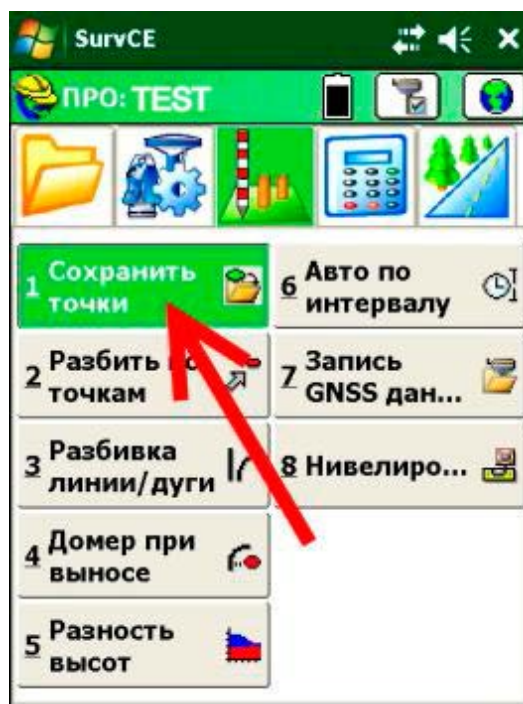 SurvCE
ПРО: TEST
1 Сохранить
точки
6 Авто по
интервалу
2 Разбить
точкам
7 Запись
GNSS дан...
3 Разбивка
линии/дуги
8 Нивелиро...
4 Домер при
выносе
5 Разность
высот